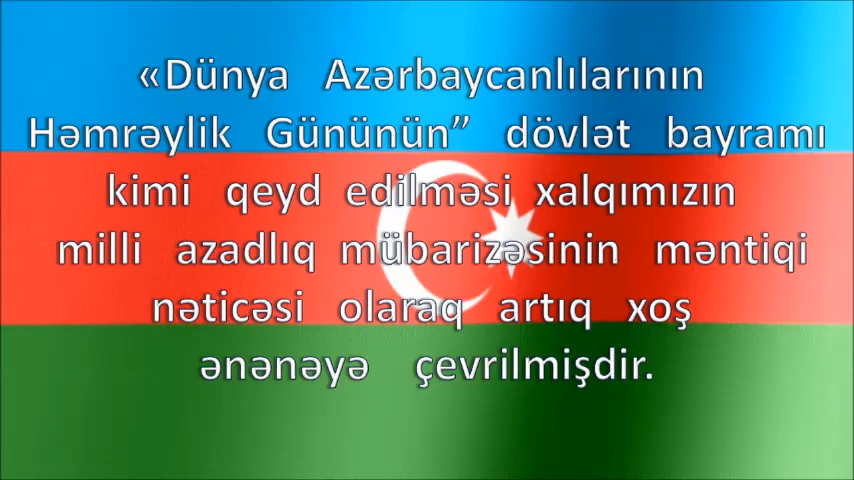 «Dünya Azərbaycanlılarının
Həmrəylik Gününün” dövlət bayramı
kimi qeyd edilməsi xalqımızın
milli azadlıq mübarizəsinin məntiqi
nəticəsi olaraq artıq xoş
ənənəyə çevrilmişdir.